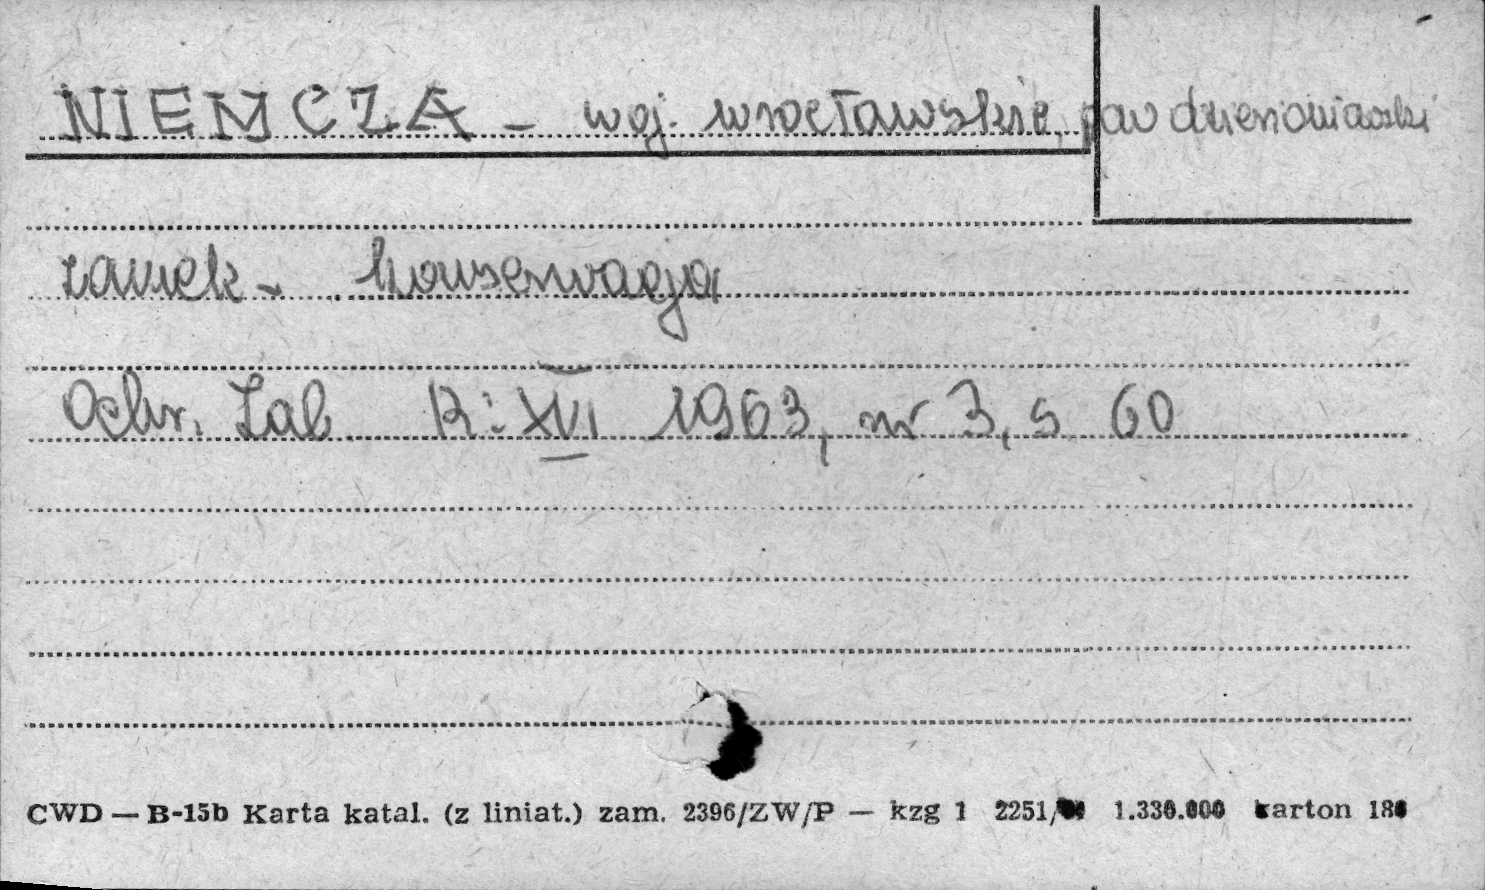 NIEMCZA – woj. wrocławskie, pow dzierżoniowski
zamek - konserwacja
Ochr. Zab. R: XVI 1963, nr 3, s 60
CWD — B-15b Karta katal. (z liniat.) zam. 2396/ZW/P — kzg 1 2251/ 1.330.000 karton 180